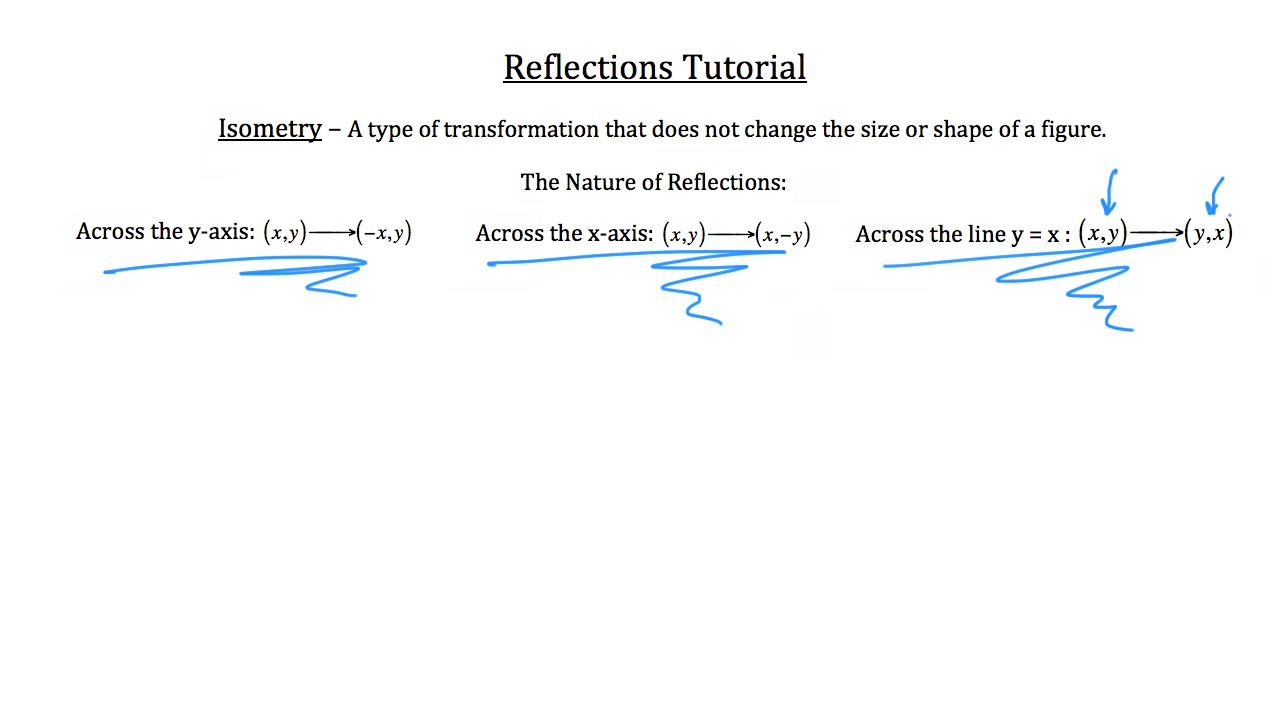 Reflections Tutorial
Isometry – A type of transformation that does not change the size or shape of a figure.
The Nature of Reflections:
Across the y-axis: (x,y)⟶(−x,y)
Across the x-axis: (x,y)⟶(x,−y)
Across the line y = x : (x,y)⟶(y,x)